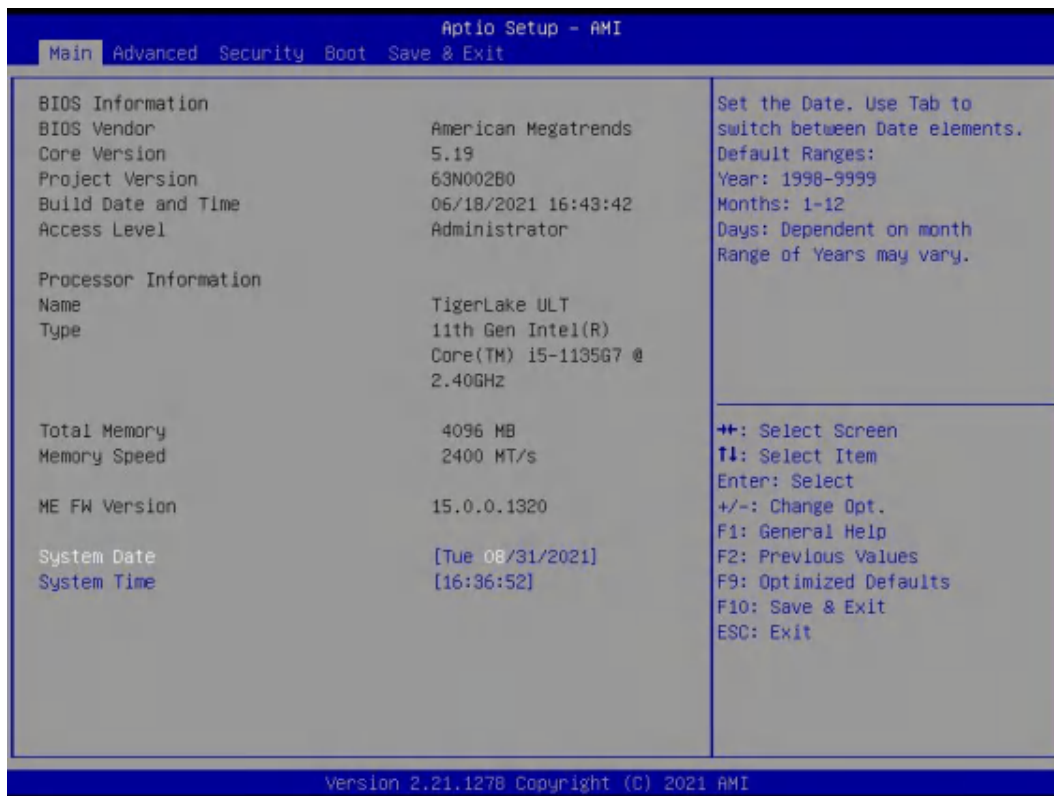 Aptio Setup - AMI
Main Advanced Security Boot Save & Exit
BIOS Information
BIOS Vendor American Megatrends
Core Version 5.19
Project Version 63N002B0
Build Date and Time 06/18/2021 16:43:42
Access Level Administrator
Processor Information
Name TigerLake ULT
Type 11th Gen Intel(R)
Core(TM) i5-1135G7 @
2.40GHz
Total Memory 4096 MB
Memory Speed 2400 MT/s
ME FW Version 15.0.0.1320
System Date [Tue 08/31/2021]
System Time [16:36:52]
Set the Date. Use Tab to
switch between Date elements.
Default Ranges:
Year: 1998-9999
Months: 1-12
Days: Dependent on month
Range of Years may vary.
→←: Select Screen
↑↓: Select Item
Enter: Select
+/-: Change Opt.
F1: General Help
F2: Previous Values
F9: Optimized Defaults
F10: Save & Exit
ESC: Exit
Version 2.21.1278 Copyright (C) 2021 AMI